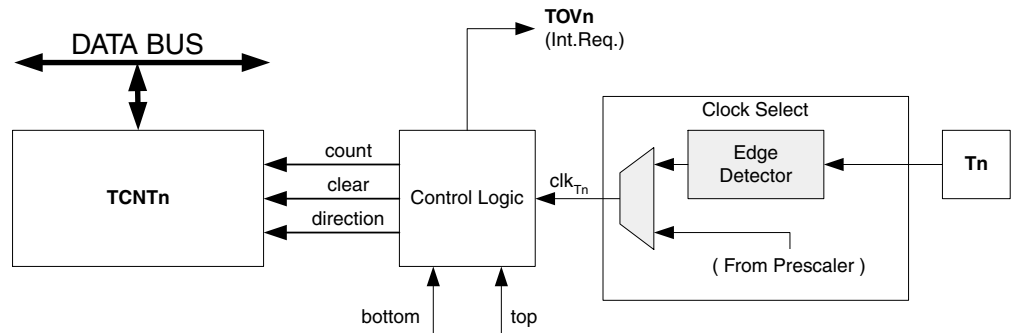 TOVn
(Int.Req.)
DATA BUS
Clock Select
count
clear
direction
TCNTn
Control Logic
clkTn
Edge
Detector
Tn
( From Prescaler )
bottom
top